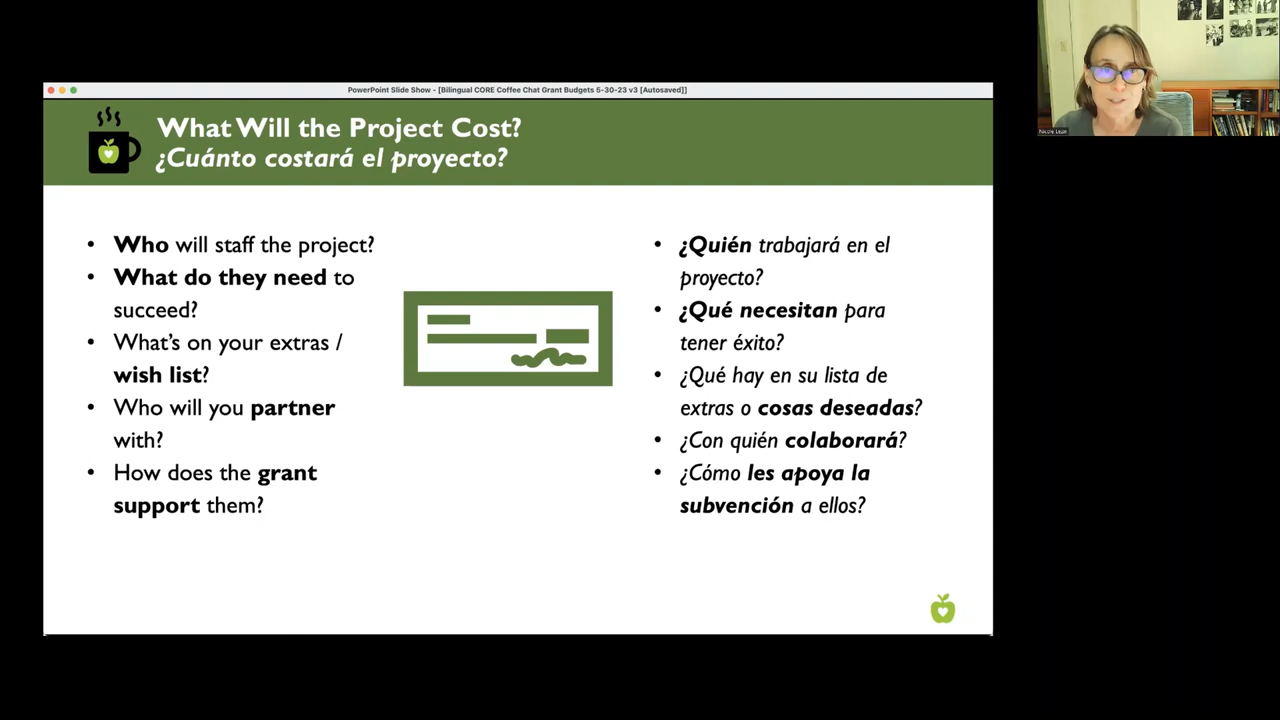 PowerPoint Slide Show - [Bilingual CORE Coffee Chat Grant Budgets 5-30-23 v3 [Autosaved]]
What Will the Project Cost?
¿Cuánto costará el proyecto?
• Who will staff the project?
• What do they need to
succeed?
• What’s on your extras /
wish list?
• Who will you partner
with?
• How does the grant
support them?
• ¿Quién trabajará en el
proyecto?
• ¿Qué necesitan para
tener éxito?
• ¿Qué hay en su lista de
extras o cosas deseadas?
• ¿Con quién colaborará?
• ¿Cómo les apoya la
subvención a ellos?